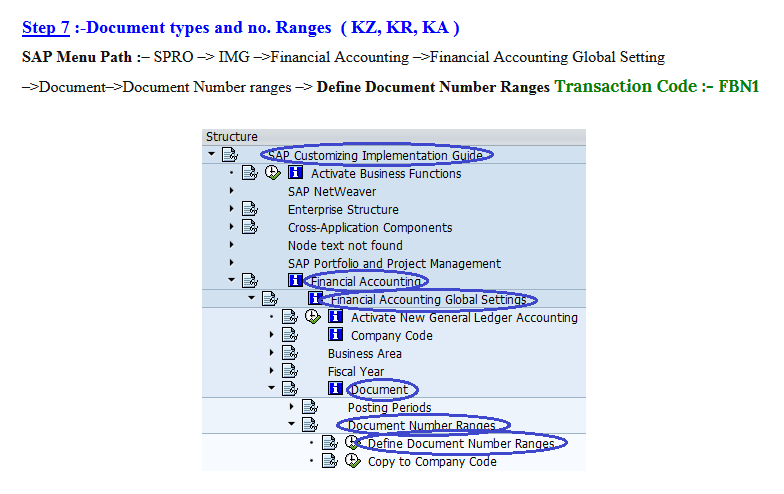 Step 7 :-Document types and no. Ranges  ( KZ, KR, KA )
SAP Menu Path :– SPRO –> IMG –>Financial Accounting –>Financial Accounting Global Setting
–>Document–>Document Number ranges –> Define Document Number Ranges Transaction Code :- FBN1
Structure
SAP Customizing Implementation Guide
Activate Business Functions
SAP NetWeaver
Enterprise Structure
Cross-Application Components
Node text not found
SAP Portfolio and Project Management
Financial Accounting
Financial Accounting Global Settings
Activate New General Ledger Accounting
Company Code
Business Area
Fiscal Year
Document
Posting Periods
Document Number Ranges
Define Document Number Ranges
Copy to Company Code